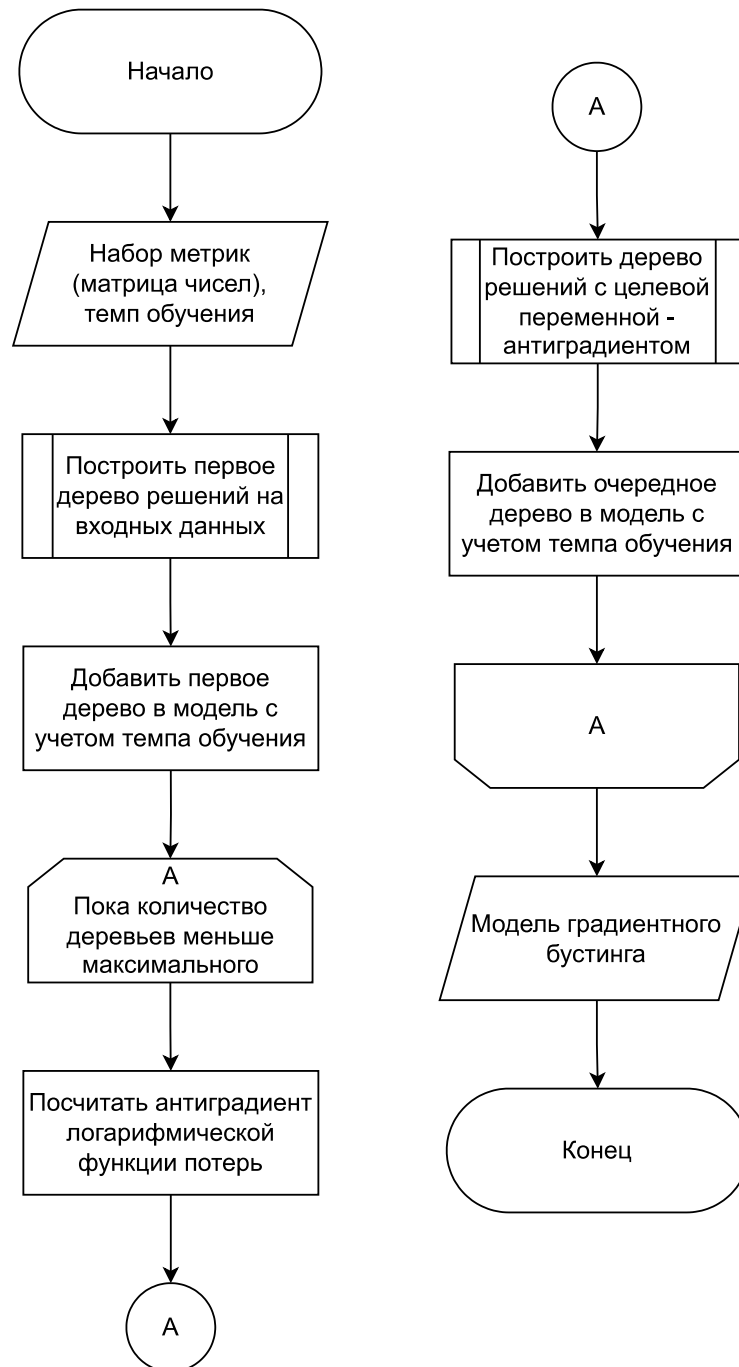 Начало
Набор метрик
(матрица чисел),
темп обучения
Построить первое
дерево решений на
входных данных
Добавить первое
дерево в модель с
учетом темпа обучения
А
Пока количество
деревьев меньше
максимального
Посчитать антиградиент
логарифмической
функции потерь
А
А
Построить дерево
решений с целевой
переменной -
антиградиентом
Добавить очередное
дерево в модель с
учетом темпа обучения
А
Модель градиентного
бустинга
Конец